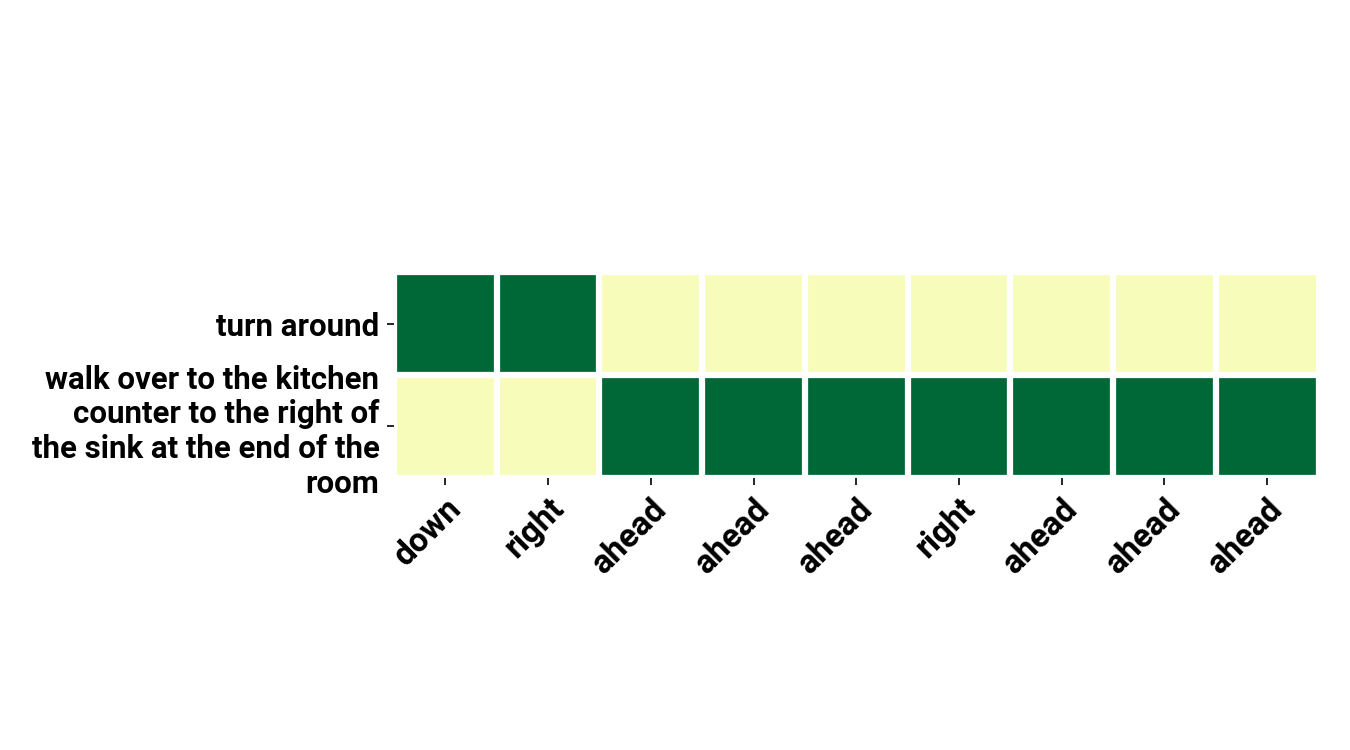 turn around
walk over to the kitchen
counter to the right of
the sink at the end of the
room
down
right
ahead
ahead
ahead
right
ahead
ahead
ahead